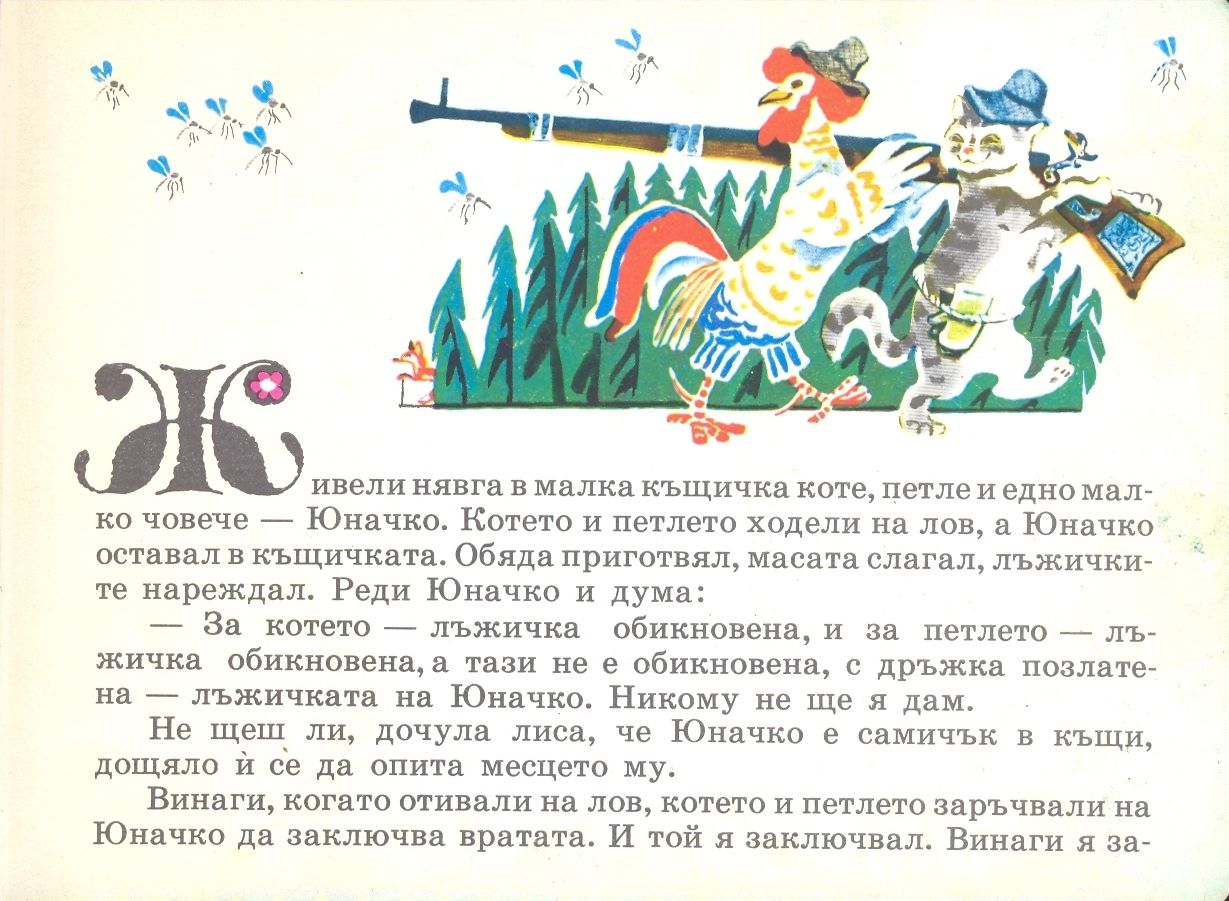 Живели нявга в малка къщичка коте, петле и едно мал-
ко човече — Юначко. Котето и петлето ходели на лов, а Юначко
оставал в къщичката. Обяда приготвял, масата слагал, лъжички-
те нареждал. Реди Юначко и дума:
— За котето — лъжичка обикновена, и за петлето — лъ-
жичка обикновена, а тази не е обикновена, с дръжка позлате-
на — лъжичката на Юначко. Никому не ще я дам.
Не щеш ли, дочула лиса, че Юначко е самичък в къщи,
дощяло ѝ се да опита месцето му.
Винаги, когато отивали на лов, котето и петлето заръчвали на
Юначко да заключва вратата. И той я заключвал. Винаги я за-